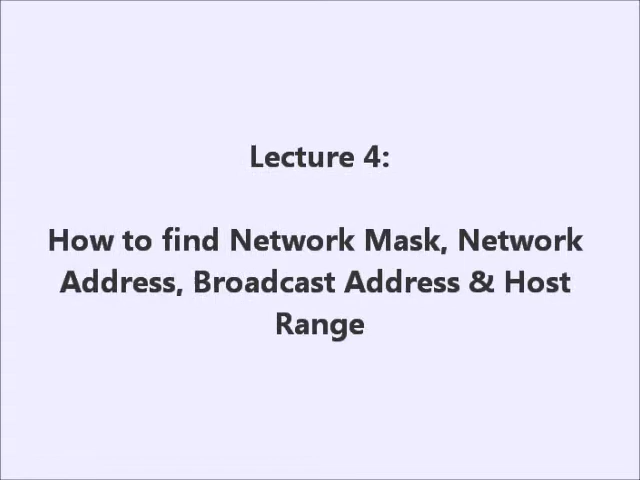 Lecture 4:
How to find Network Mask, Network
Address, Broadcast Address & Host
Range